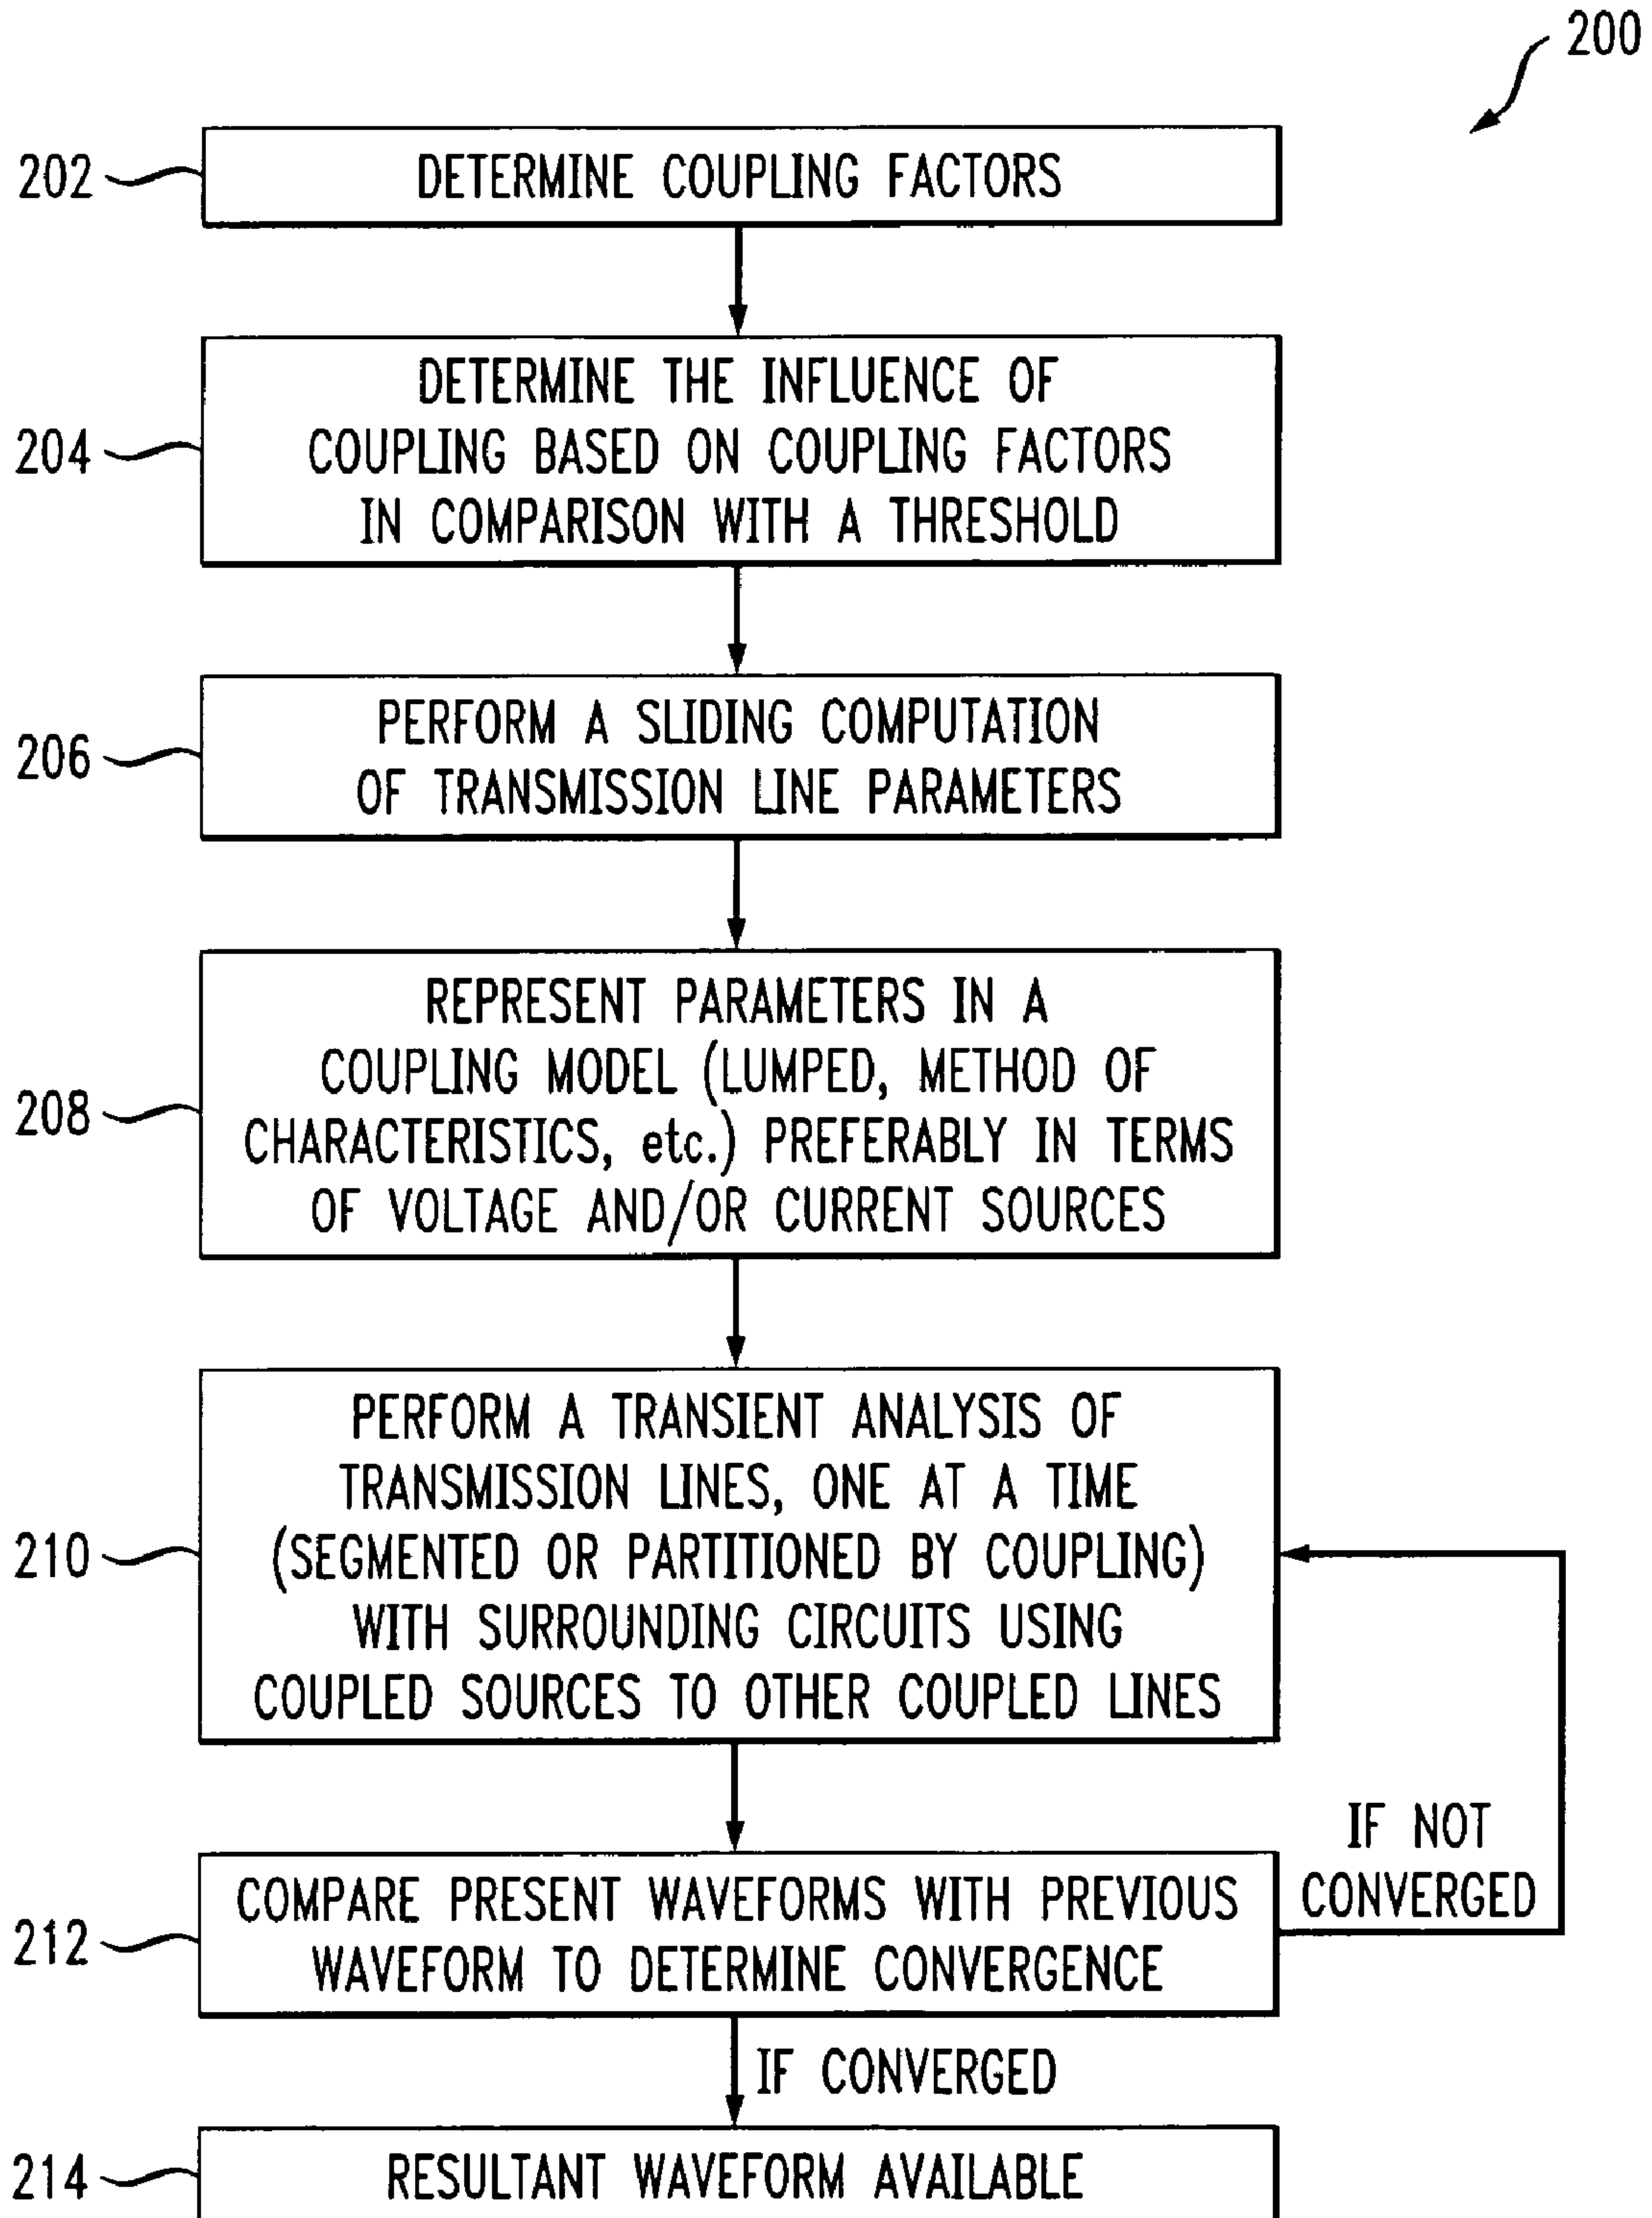 200
202
DETERMINE COUPLING FACTORS
204
DETERMINE THE INFLUENCE OF
COUPLING BASED ON COUPLING FACTORS
IN COMPARISON WITH A THRESHOLD
206
PERFORM A SLIDING COMPUTATION
OF TRANSMISSION LINE PARAMETERS
208
REPRESENT PARAMETERS IN A
COUPLING MODEL (LUMPED, METHOD OF
CHARACTERISTICS, etc.) PREFERABLY IN TERMS
OF VOLTAGE AND/OR CURRENT SOURCES
210
PERFORM A TRANSIENT ANALYSIS OF
TRANSMISSION LINES, ONE AT A TIME
(SEGMENTED OR PARTITIONED BY COUPLING)
WITH SURROUNDING CIRCUITS USING
COUPLED SOURCES TO OTHER COUPLED LINES
212
COMPARE PRESENT WAVEFORMS WITH PREVIOUS
WAVEFORM TO DETERMINE CONVERGENCE
IF NOT
CONVERGED
IF CONVERGED
214
RESULTANT WAVEFORM AVAILABLE